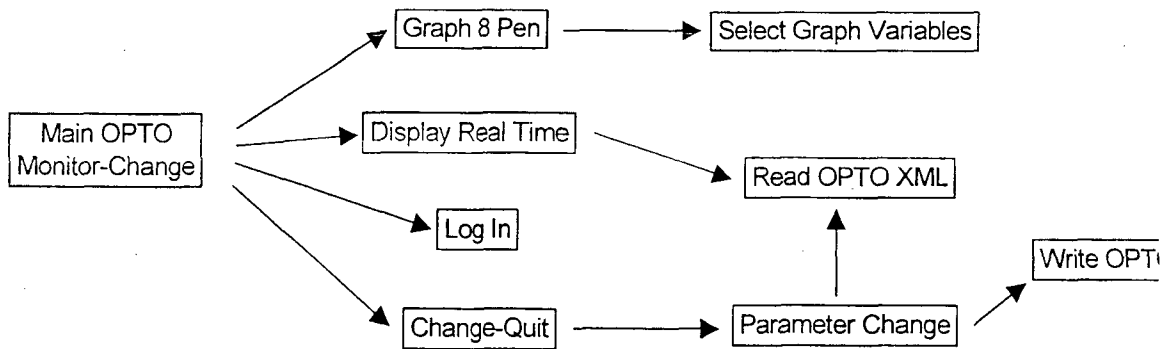 Graph 8 Pen
Select Graph Variables
Main OPTO
Monitor-Change
Display Real Time
Read OPTO XML
Log In
Write
Change-Quit
Parameter Change